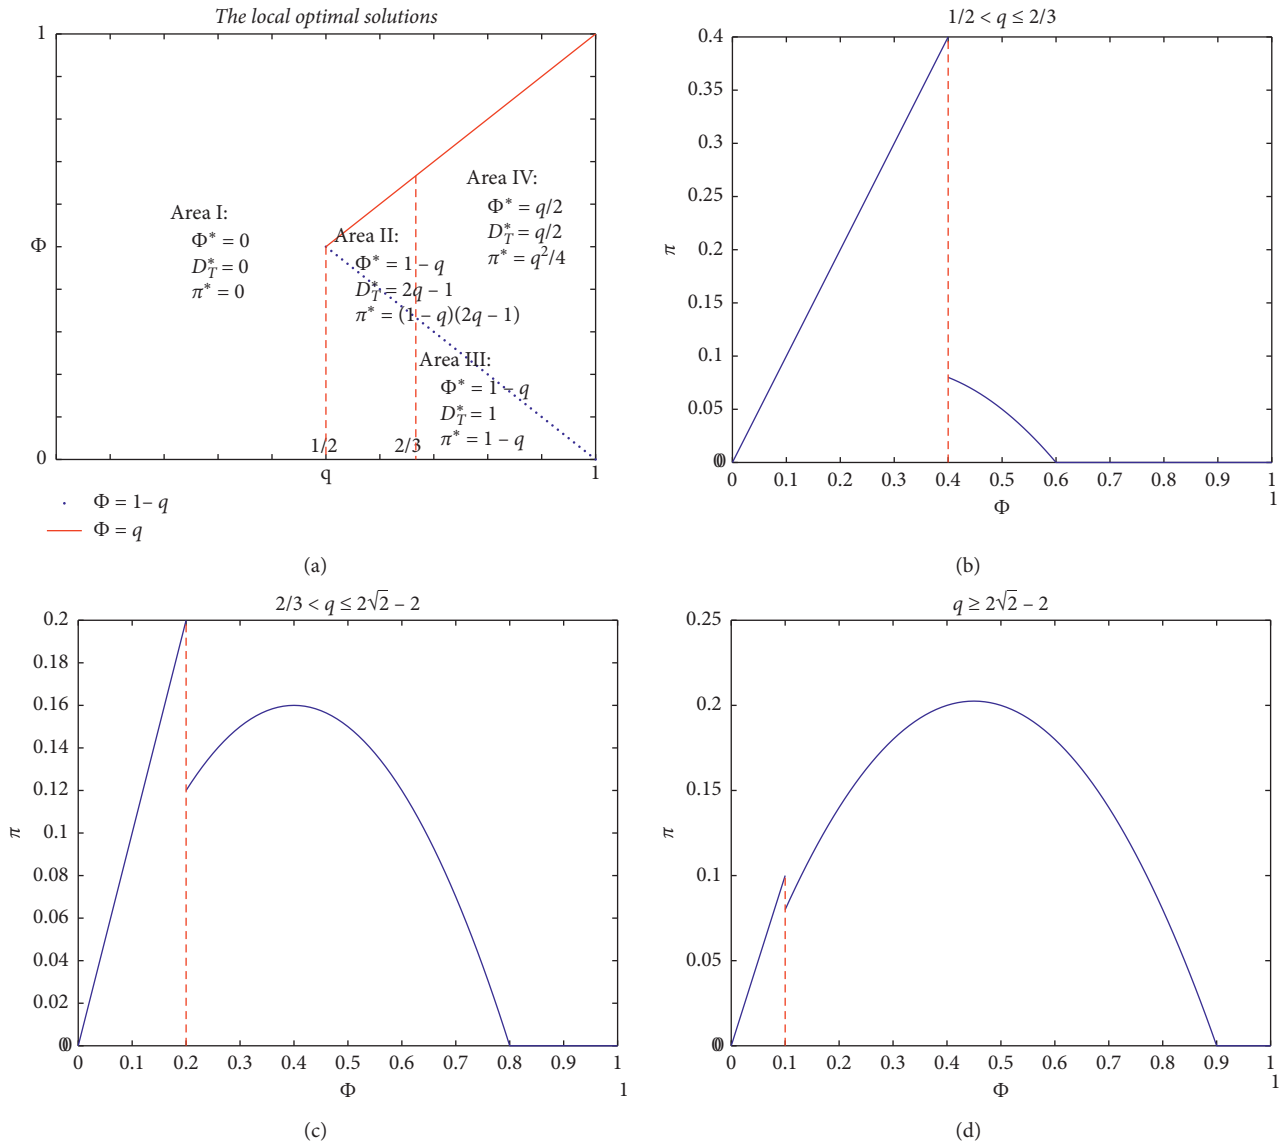 The local optimal solutions
1
Φ
0
Area I:
Φ* = 0
D*_T = 0
π* = 0
Area II:
Φ* = 1 – q
D*_T = 2q – 1
π* = (1 – q)(2q – 1)
Area III:
Φ* = 1 – q
D*_T = 1
π* = 1 – q
Area IV:
Φ* = q/2
D*_T = q/2
π* = q²/4
1/2
2/3
q
1
Φ = 1– q
Φ = q
(a)
1/2 < q ≤ 2/3
0.4
0.35
0.3
0.25
0.2
0.15
0.1
0.05
0
0
π
0 0.1 0.2 0.3 0.4 0.5 0.6 0.7 0.8 0.9 1
1
Φ
(b)
2/3 < q ≤ 2√2 – 2
0.2
0.18
0.16
0.14
0.12
0.1
0.08
0.06
0.04
0.02
0
0
π
0 0.1 0.2 0.3 0.4 0.5 0.6 0.7 0.8 0.9 1
1
Φ
(c)
q ≥ 2√2 – 2
0.25
0.2
0.15
0.1
0.05
0
0
π
0 0.1 0.2 0.3 0.4 0.5 0.6 0.7 0.8 0.9 1
1
Φ
(d)